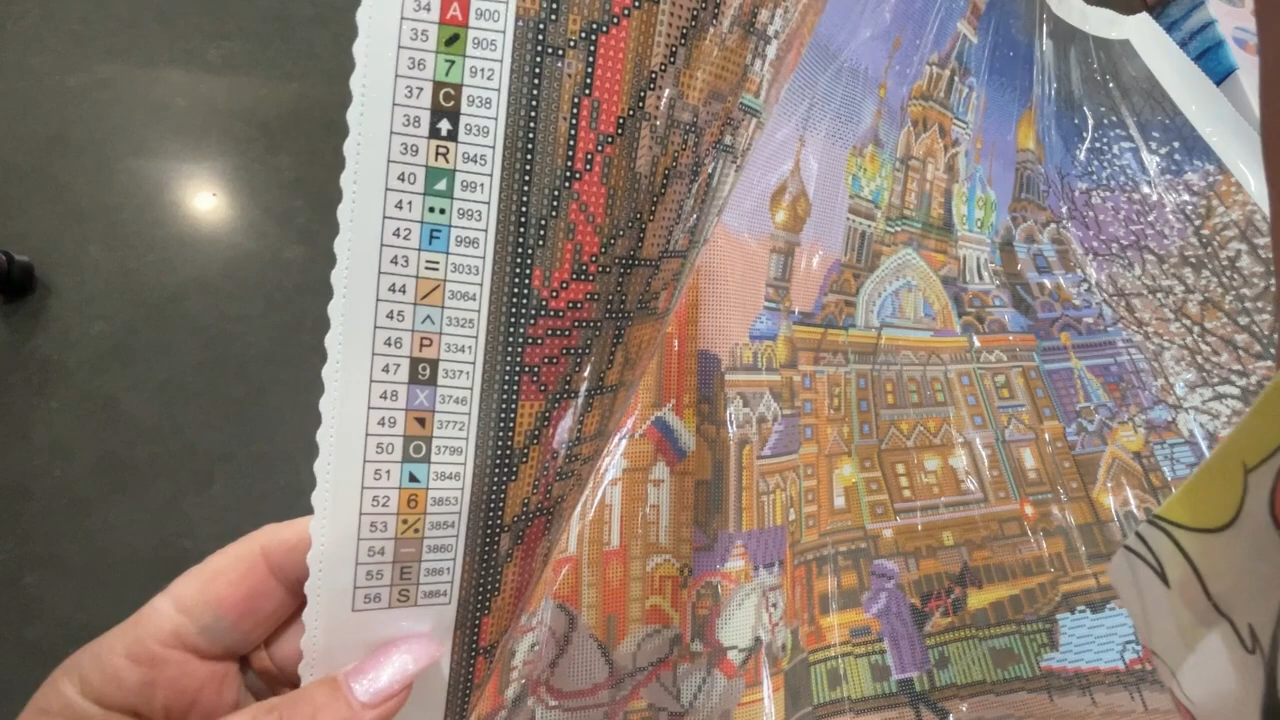 34 A 900
35 905
36 7 912
37 C 938
38 939
39 R 945
40 991
41 993
42 F 996
43 = 3033
44 / 3064
45 ^ 3325
46 P 3341
47 9 3371
48 X 3746
49 3772
50 O 3799
51 3846
52 6 3853
53 % 3854
54 — 3860
55 E 3861
56 S 3864